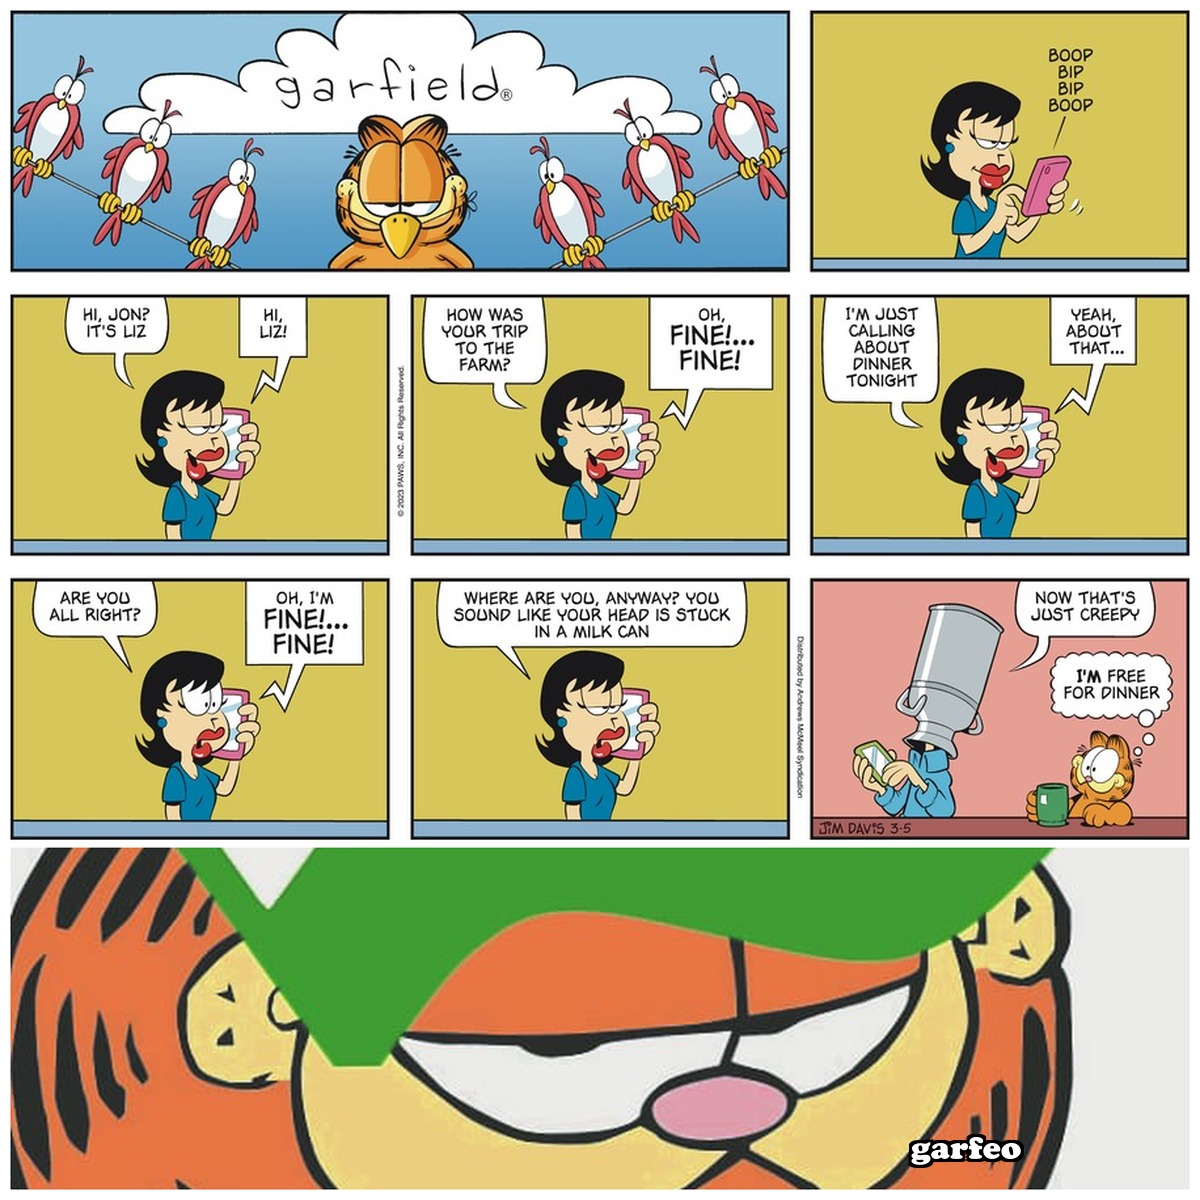 garfield®
BOOP
BIP
BIP
BOOP
HI, JON?
IT'S LIZ
HI,
LIZ!
© 2023 PAWS, INC. All Rights Reserved.
HOW WAS
YOUR TRIP
TO THE
FARM?
OH,
FINE!...
FINE!
I'M JUST
CALLING
ABOUT
DINNER
TONIGHT
YEAH,
ABOUT
THAT...
ARE YOU
ALL RIGHT?
OH, I'M
FINE!...
FINE!
WHERE ARE YOU, ANYWAY? YOU
SOUND LIKE YOUR HEAD IS STUCK
IN A MILK CAN
Distributed by Andrews McMeel Syndication
NOW THAT'S
JUST CREEPY
I'M FREE
FOR DINNER
JIM DAVIS 3·5
garfeo